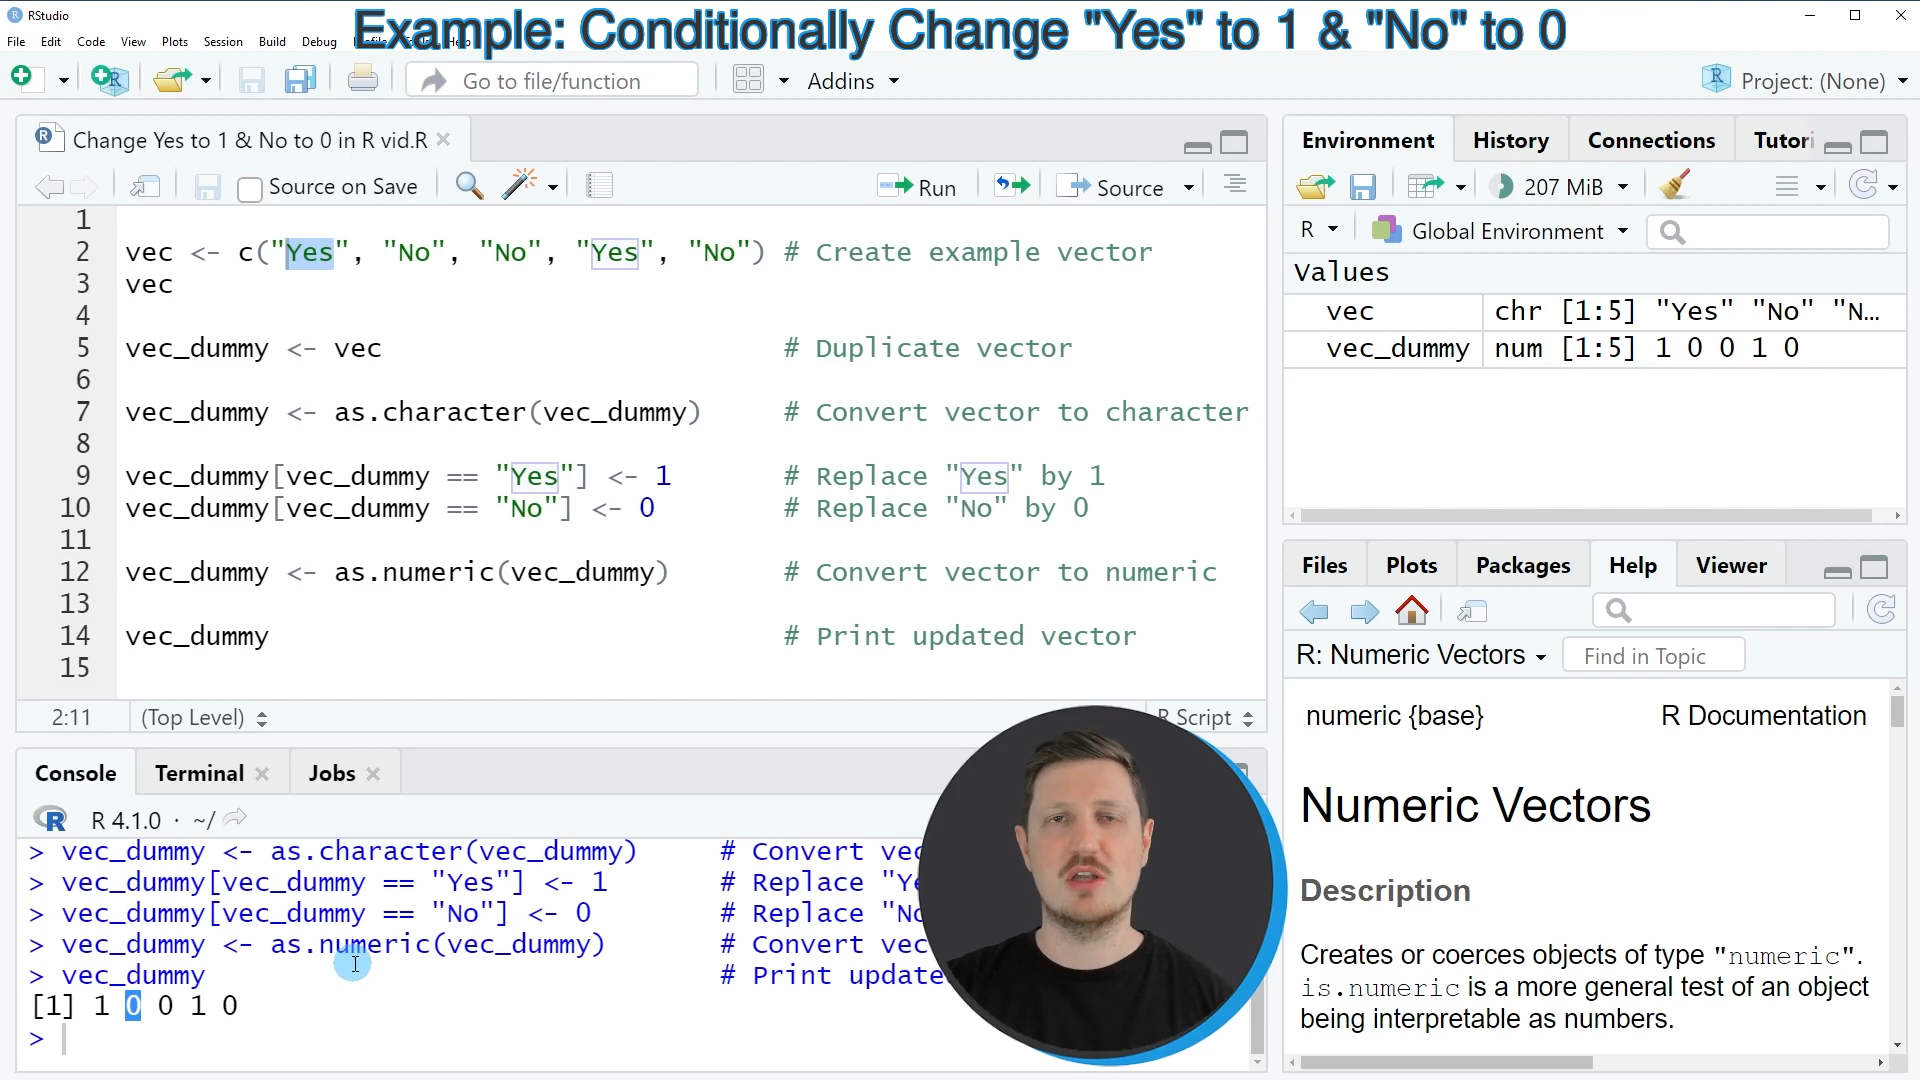 RStudio
Example: Conditionally Change "Yes" to 1 & "No" to 0
File Edit Code View Plots Session Build Debug
Go to file/function
Addins
Project: (None)
Change Yes to 1 & No to 0 in R vid.R
Source on Save
Run
Source
1
2 vec <- c("Yes", "No", "No", "Yes", "No") # Create example vector
3 vec
4
5 vec_dummy <- vec # Duplicate vector
6
7 vec_dummy <- as.character(vec_dummy) # Convert vector to character
8
9 vec_dummy[vec_dummy == "Yes"] <- 1 # Replace "Yes" by 1
10 vec_dummy[vec_dummy == "No"] <- 0 # Replace "No" by 0
11
12 vec_dummy <- as.numeric(vec_dummy) # Convert vector to numeric
13
14 vec_dummy # Print updated vector
15
2:11 (Top Level) R Script
Console Terminal Jobs
R 4.1.0 · ~/
> vec_dummy <- as.character(vec_dummy) # Convert vec
> vec_dummy[vec_dummy == "Yes"] <- 1 # Replace "Ye
> vec_dummy[vec_dummy == "No"] <- 0 # Replace "No
> vec_dummy <- as.numeric(vec_dummy) # Convert vec
> vec_dummy # Print update
[1] 1 0 0 1 0
>
Environment History Connections Tutori
207 MiB
R Global Environment
Values
vec chr [1:5] "Yes" "No" "N…
vec_dummy num [1:5] 1 0 0 1 0
Files Plots Packages Help Viewer
R: Numeric Vectors Find in Topic
numeric {base} R Documentation
Numeric Vectors
Description
Creates or coerces objects of type "numeric".
is.numeric is a more general test of an object
being interpretable as numbers.